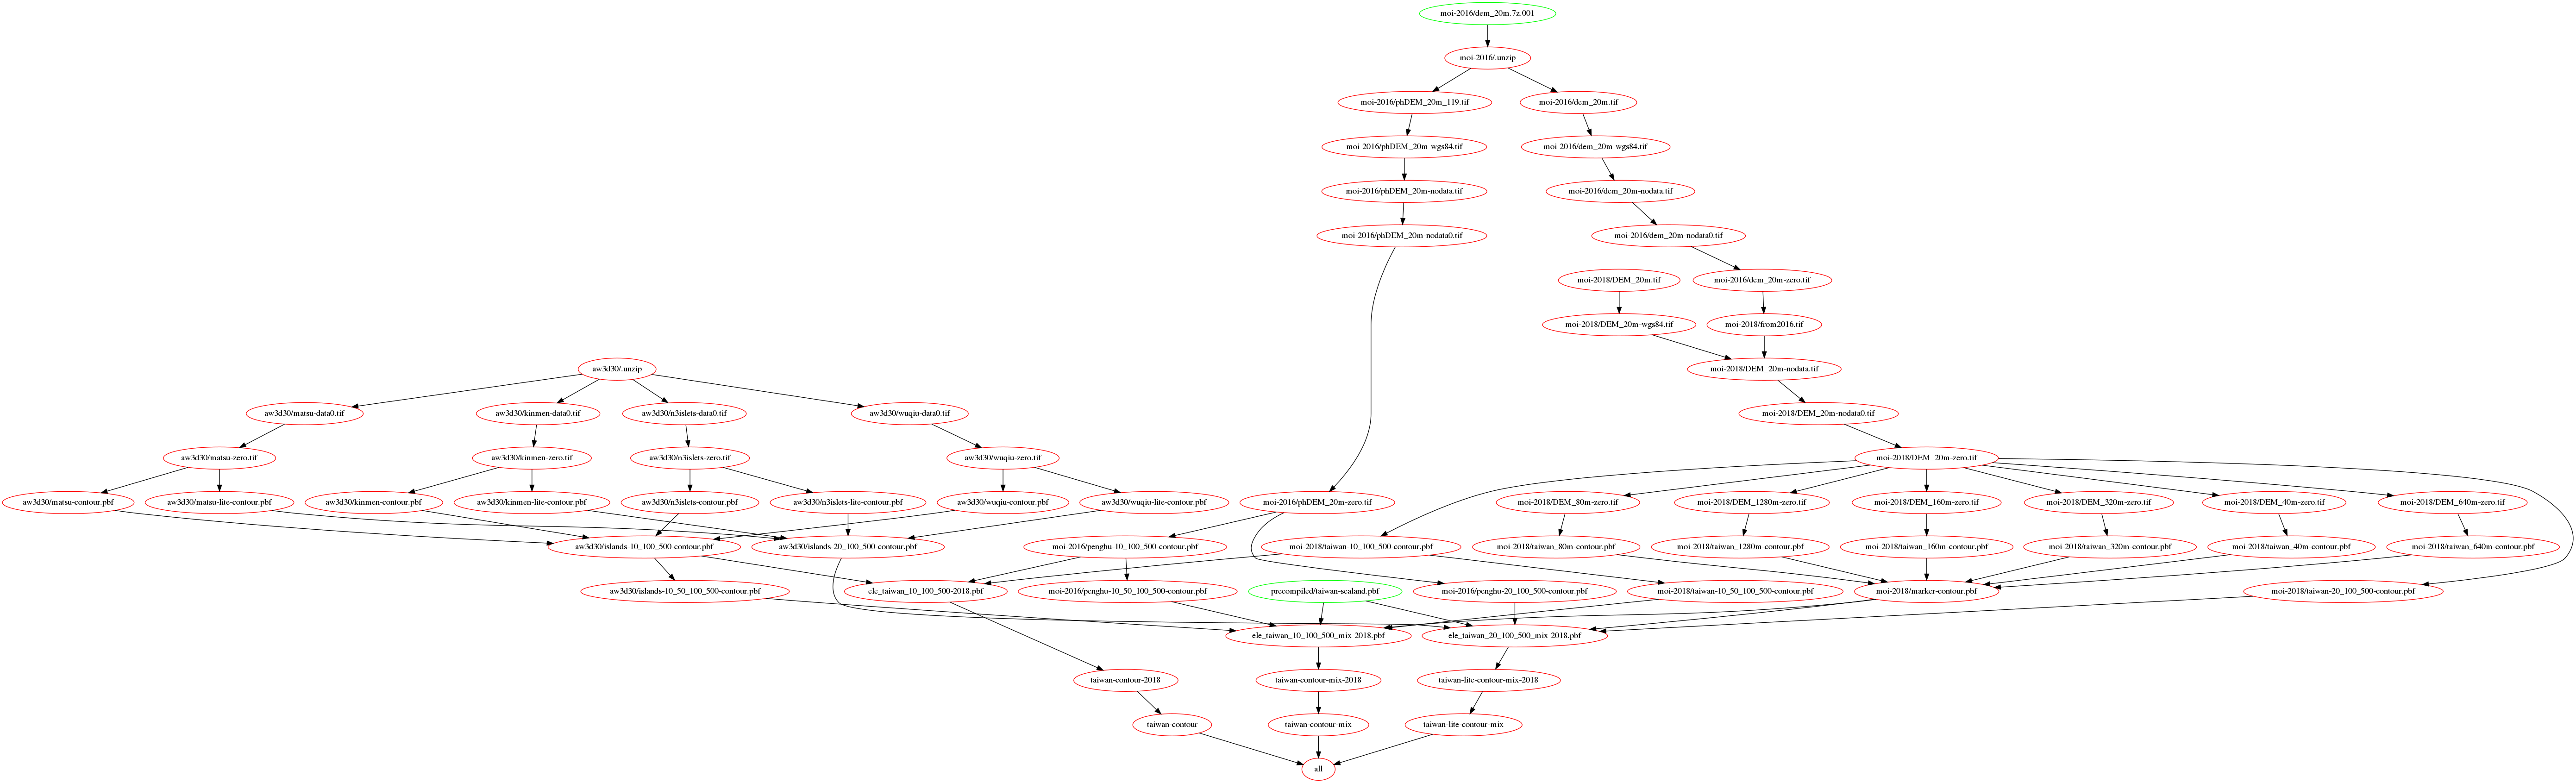 moi-2016/dem_20m.7z.001
moi-2016/.unzip
moi-2016/phDEM_20m_119.tif
moi-2016/dem_20m.tif
moi-2016/phDEM_20m-wgs84.tif
moi-2016/dem_20m-wgs84.tif
moi-2016/phDEM_20m-nodata.tif
moi-2016/dem_20m-nodata.tif
moi-2016/phDEM_20m-nodata0.tif
moi-2016/dem_20m-nodata0.tif
moi-2018/DEM_20m.tif
moi-2016/dem_20m-zero.tif
moi-2018/DEM_20m-wgs84.tif
moi-2018/from2016.tif
aw3d30/.unzip
moi-2018/DEM_20m-nodata.tif
aw3d30/matsu-data0.tif
aw3d30/kinmen-data0.tif
aw3d30/n3islets-data0.tif
aw3d30/wuqiu-data0.tif
moi-2018/DEM_20m-nodata0.tif
aw3d30/matsu-zero.tif
aw3d30/kinmen-zero.tif
aw3d30/n3islets-zero.tif
aw3d30/wuqiu-zero.tif
moi-2018/DEM_20m-zero.tif
aw3d30/matsu-contour.pbf
aw3d30/matsu-lite-contour.pbf
aw3d30/kinmen-contour.pbf
aw3d30/kinmen-lite-contour.pbf
aw3d30/n3islets-contour.pbf
aw3d30/n3islets-lite-contour.pbf
aw3d30/wuqiu-contour.pbf
aw3d30/wuqiu-lite-contour.pbf
moi-2016/phDEM_20m-zero.tif
moi-2018/DEM_80m-zero.tif
moi-2018/DEM_1280m-zero.tif
moi-2018/DEM_160m-zero.tif
moi-2018/DEM_320m-zero.tif
moi-2018/DEM_40m-zero.tif
moi-2018/DEM_640m-zero.tif
aw3d30/islands-10_100_500-contour.pbf
aw3d30/islands-20_100_500-contour.pbf
moi-2016/penghu-10_100_500-contour.pbf
moi-2018/taiwan-10_100_500-contour.pbf
moi-2018/taiwan_80m-contour.pbf
moi-2018/taiwan_1280m-contour.pbf
moi-2018/taiwan_160m-contour.pbf
moi-2018/taiwan_320m-contour.pbf
moi-2018/taiwan_40m-contour.pbf
moi-2018/taiwan_640m-contour.pbf
aw3d30/islands-10_50_100_500-contour.pbf
ele_taiwan_10_100_500-2018.pbf
moi-2016/penghu-10_50_100_500-contour.pbf
precompiled/taiwan-sealand.pbf
moi-2016/penghu-20_100_500-contour.pbf
moi-2018/taiwan-10_50_100_500-contour.pbf
moi-2018/marker-contour.pbf
moi-2018/taiwan-20_100_500-contour.pbf
ele_taiwan_10_100_500_mix-2018.pbf
ele_taiwan_20_100_500_mix-2018.pbf
taiwan-contour-2018
taiwan-contour-mix-2018
taiwan-lite-contour-mix-2018
taiwan-contour
taiwan-contour-mix
taiwan-lite-contour-mix
all